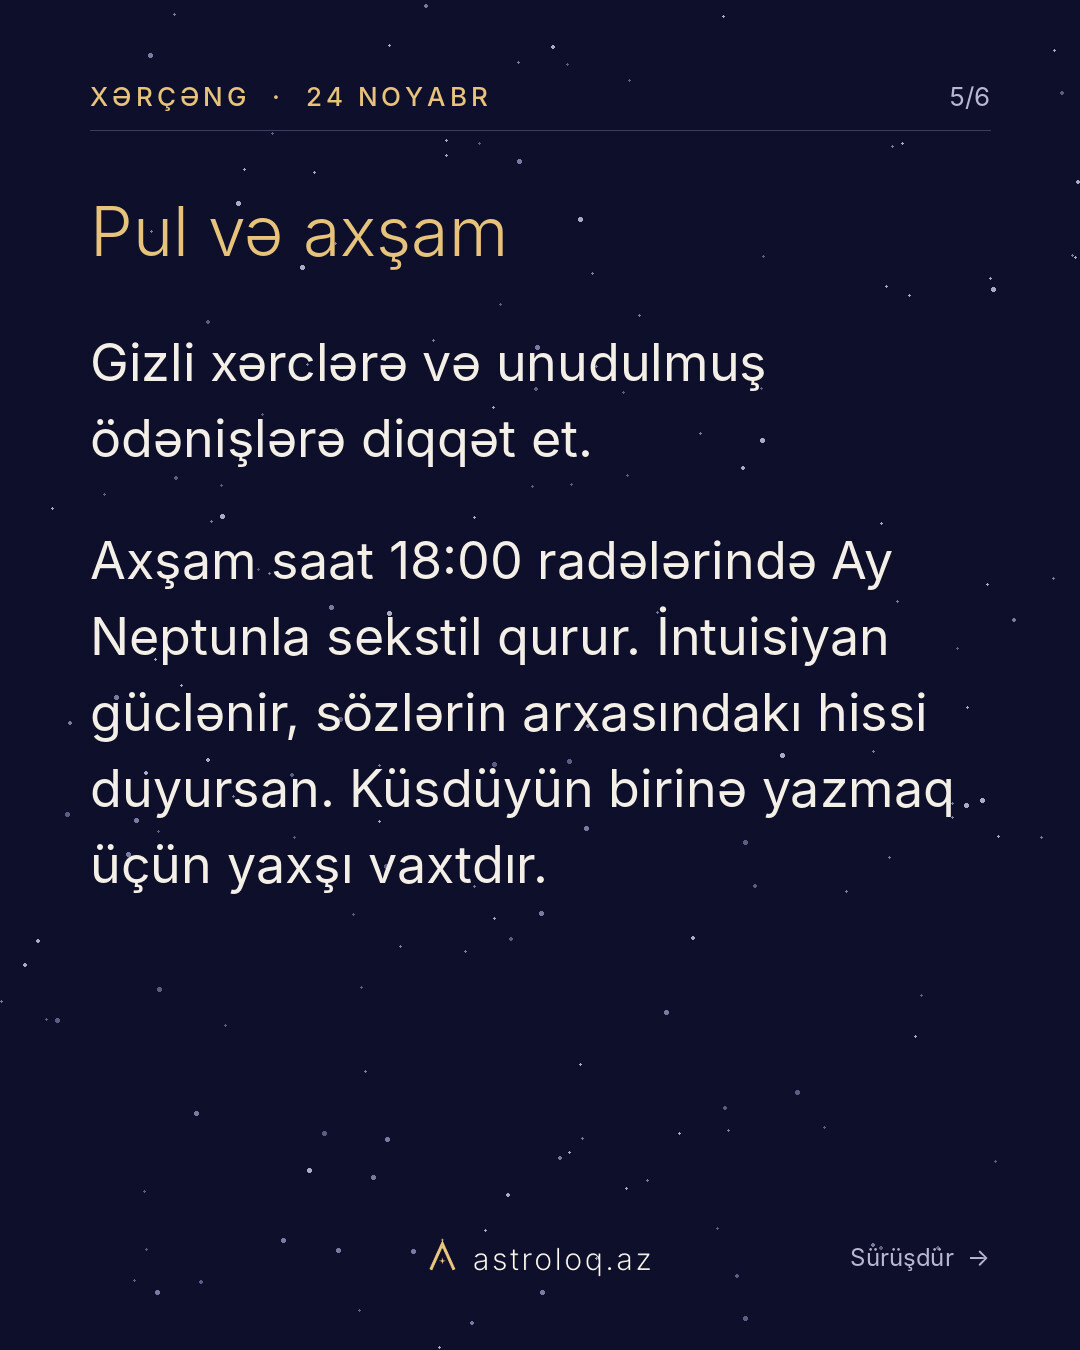 XƏRÇƏNG · 24 NOYABR 5/6
Pul və axşam
Gizli xərclərə və unudulmuş
ödənişlərə diqqət et.
Axşam saat 18:00 radələrində Ay
Neptunla sekstil qurur. İntuisiyan
güclənir, sözlərin arxasındakı hissi
duyursan. Küsdüyün birinə yazmaq
üçün yaxşı vaxtdır.
astroloq.az
Sürüşdür →